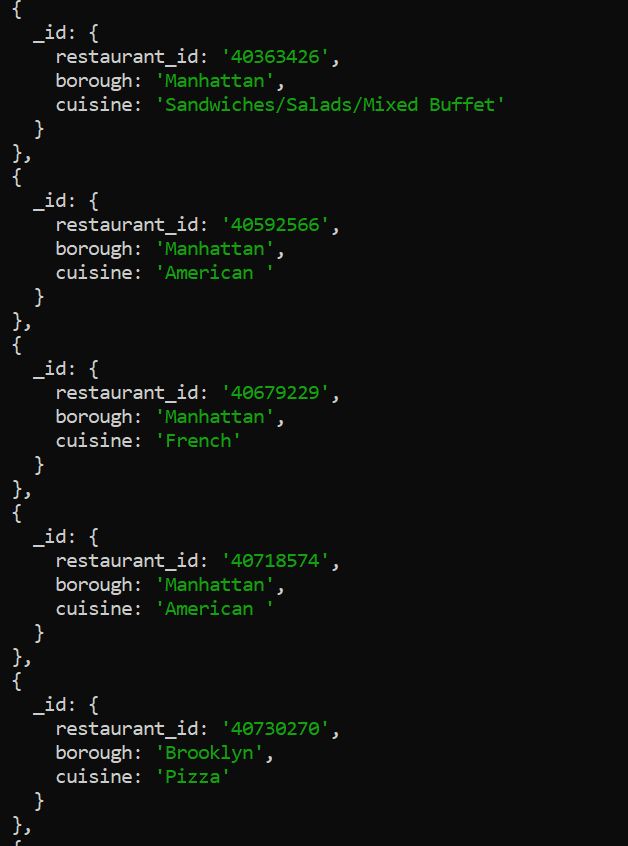 {
  _id: {
    restaurant_id: '40363426',
    borough: 'Manhattan',
    cuisine: 'Sandwiches/Salads/Mixed Buffet'
  }
},
{
  _id: {
    restaurant_id: '40592566',
    borough: 'Manhattan',
    cuisine: 'American '
  }
},
{
  _id: {
    restaurant_id: '40679229',
    borough: 'Manhattan',
    cuisine: 'French'
  }
},
{
  _id: {
    restaurant_id: '40718574',
    borough: 'Manhattan',
    cuisine: 'American '
  }
},
{
  _id: {
    restaurant_id: '40730270',
    borough: 'Brooklyn',
    cuisine: 'Pizza'
  }
},
{